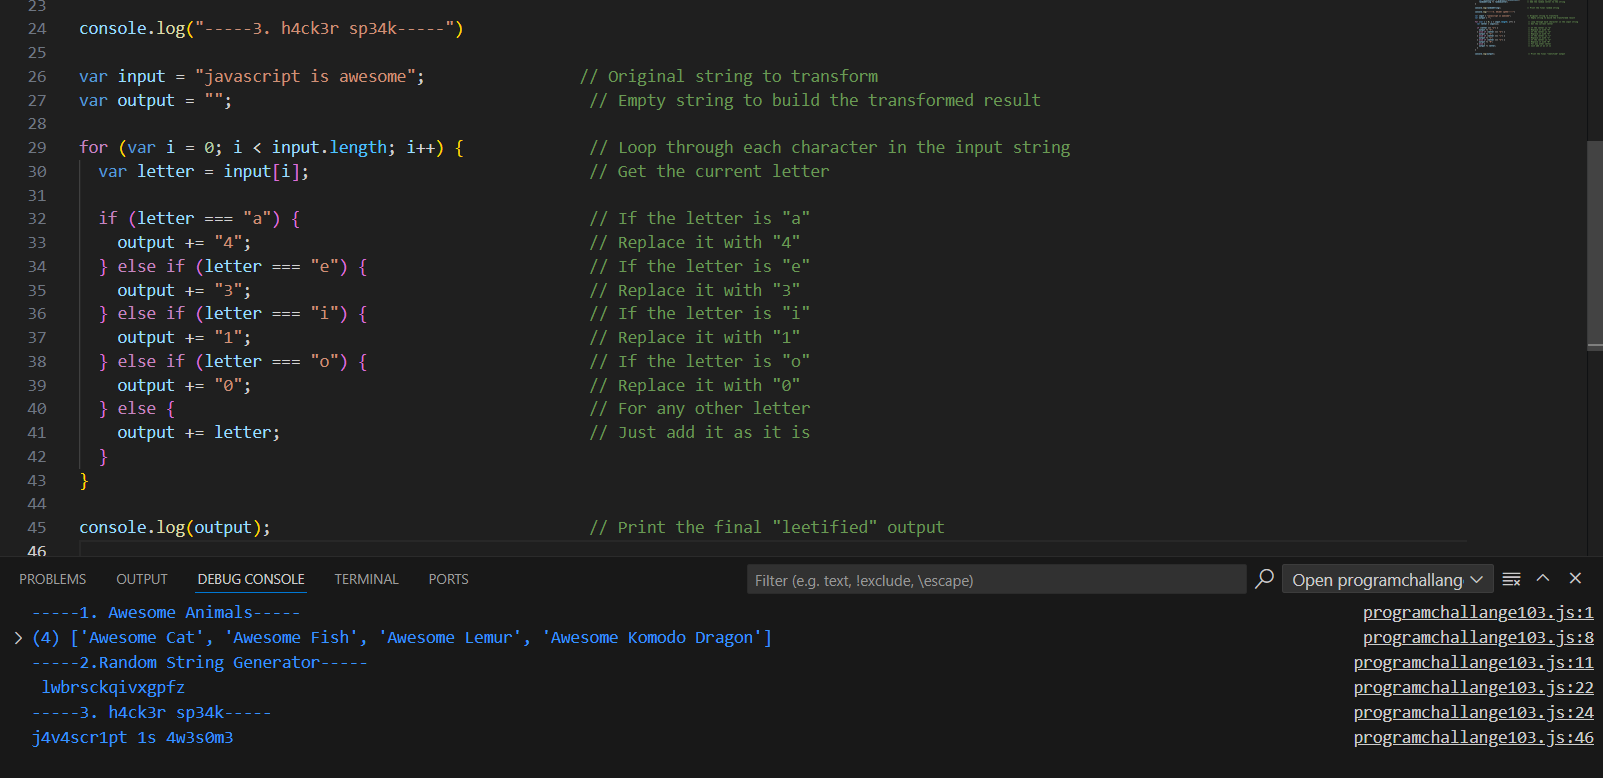 23
24 console.log("-----3. h4ck3r sp34k-----")
25
26 var input = "javascript is awesome"; // Original string to transform
27 var output = ""; // Empty string to build the transformed result
28
29 for (var i = 0; i < input.length; i++) { // Loop through each character in the input string
30 var letter = input[i]; // Get the current letter
31
32 if (letter === "a") { // If the letter is "a"
33 output += "4"; // Replace it with "4"
34 } else if (letter === "e") { // If the letter is "e"
35 output += "3"; // Replace it with "3"
36 } else if (letter === "i") { // If the letter is "i"
37 output += "1"; // Replace it with "1"
38 } else if (letter === "o") { // If the letter is "o"
39 output += "0"; // Replace it with "0"
40 } else { // For any other letter
41 output += letter; // Just add it as it is
42 }
43 }
44
45 console.log(output); // Print the final "leetified" output
46
PROBLEMS OUTPUT DEBUG CONSOLE TERMINAL PORTS Filter (e.g. text, !exclude, \escape) Open programchallang
-----1. Awesome Animals----- programchallange103.js:1
(4) ['Awesome Cat', 'Awesome Fish', 'Awesome Lemur', 'Awesome Komodo Dragon'] programchallange103.js:8
-----2.Random String Generator----- programchallange103.js:11
lwbrsckqivxgpfz programchallange103.js:22
-----3. h4ck3r sp34k----- programchallange103.js:24
j4v4scr1pt 1s 4w3s0m3 programchallange103.js:46